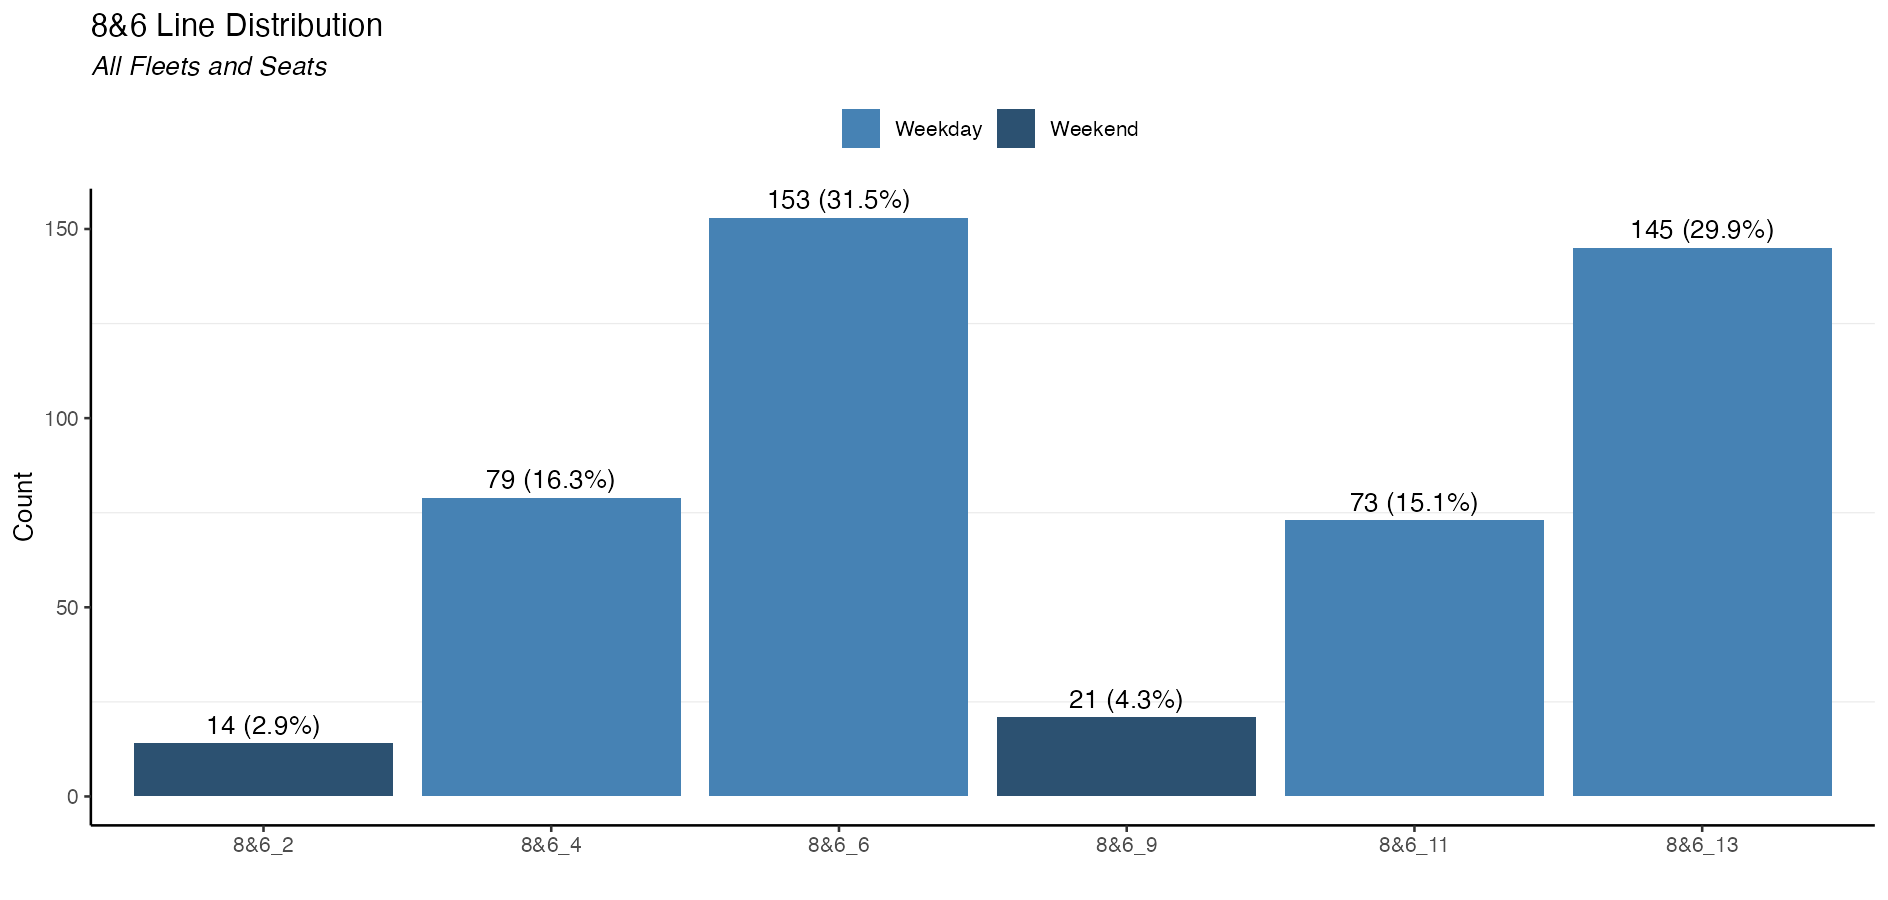 8&6 Line Distribution
All Fleets and Seats
Weekday Weekend
153 (31.5%)
145 (29.9%)
79 (16.3%)
73 (15.1%)
21 (4.3%)
14 (2.9%)
150
100
50
0
Count
8&6_2 8&6_4 8&6_6 8&6_9 8&6_11 8&6_13